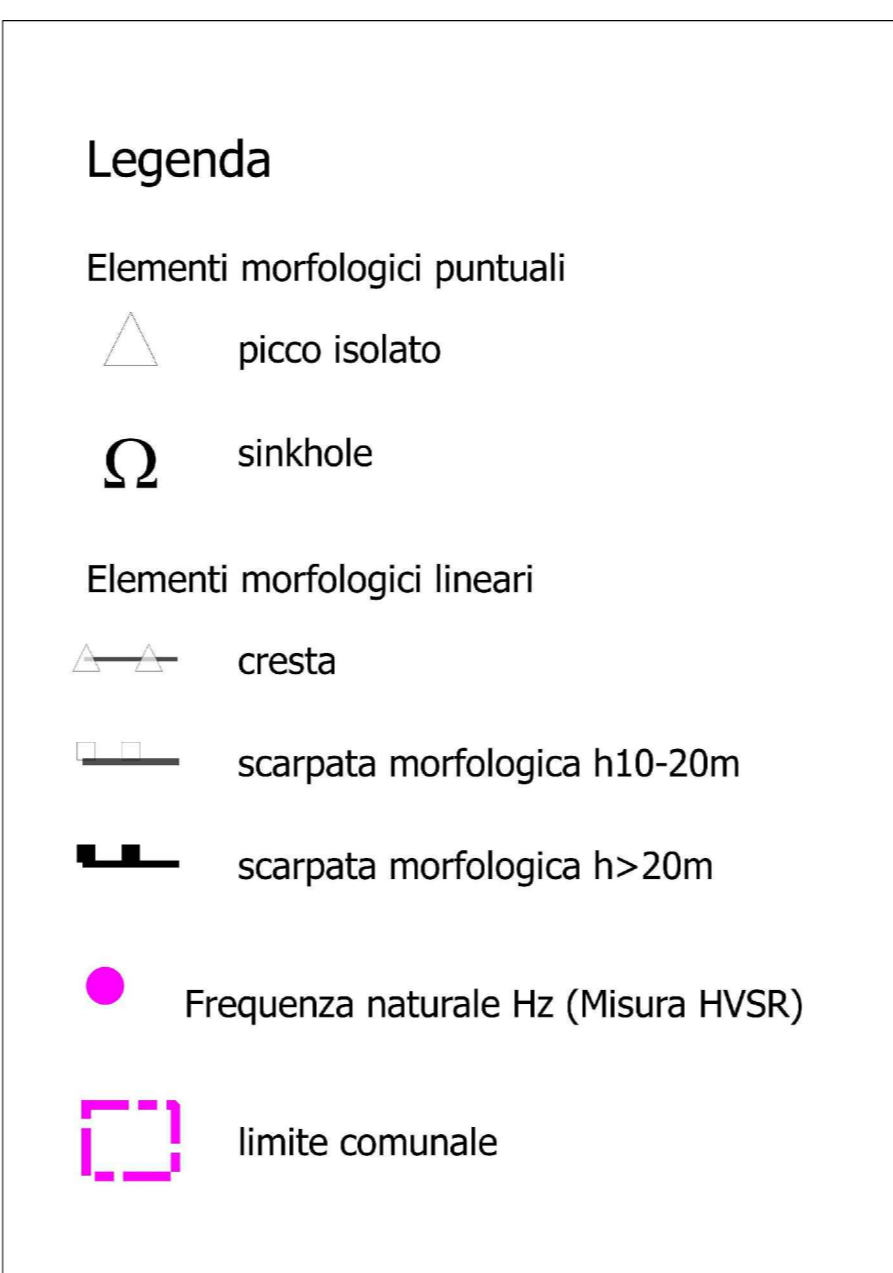 Legenda
Elementi morfologici puntuali
picco isolato
Ω sinkhole
Elementi morfologici lineari
cresta
scarpata morfologica h10-20m
scarpata morfologica h>20m
Frequenza naturale Hz (Misura HVSR)
limite comunale